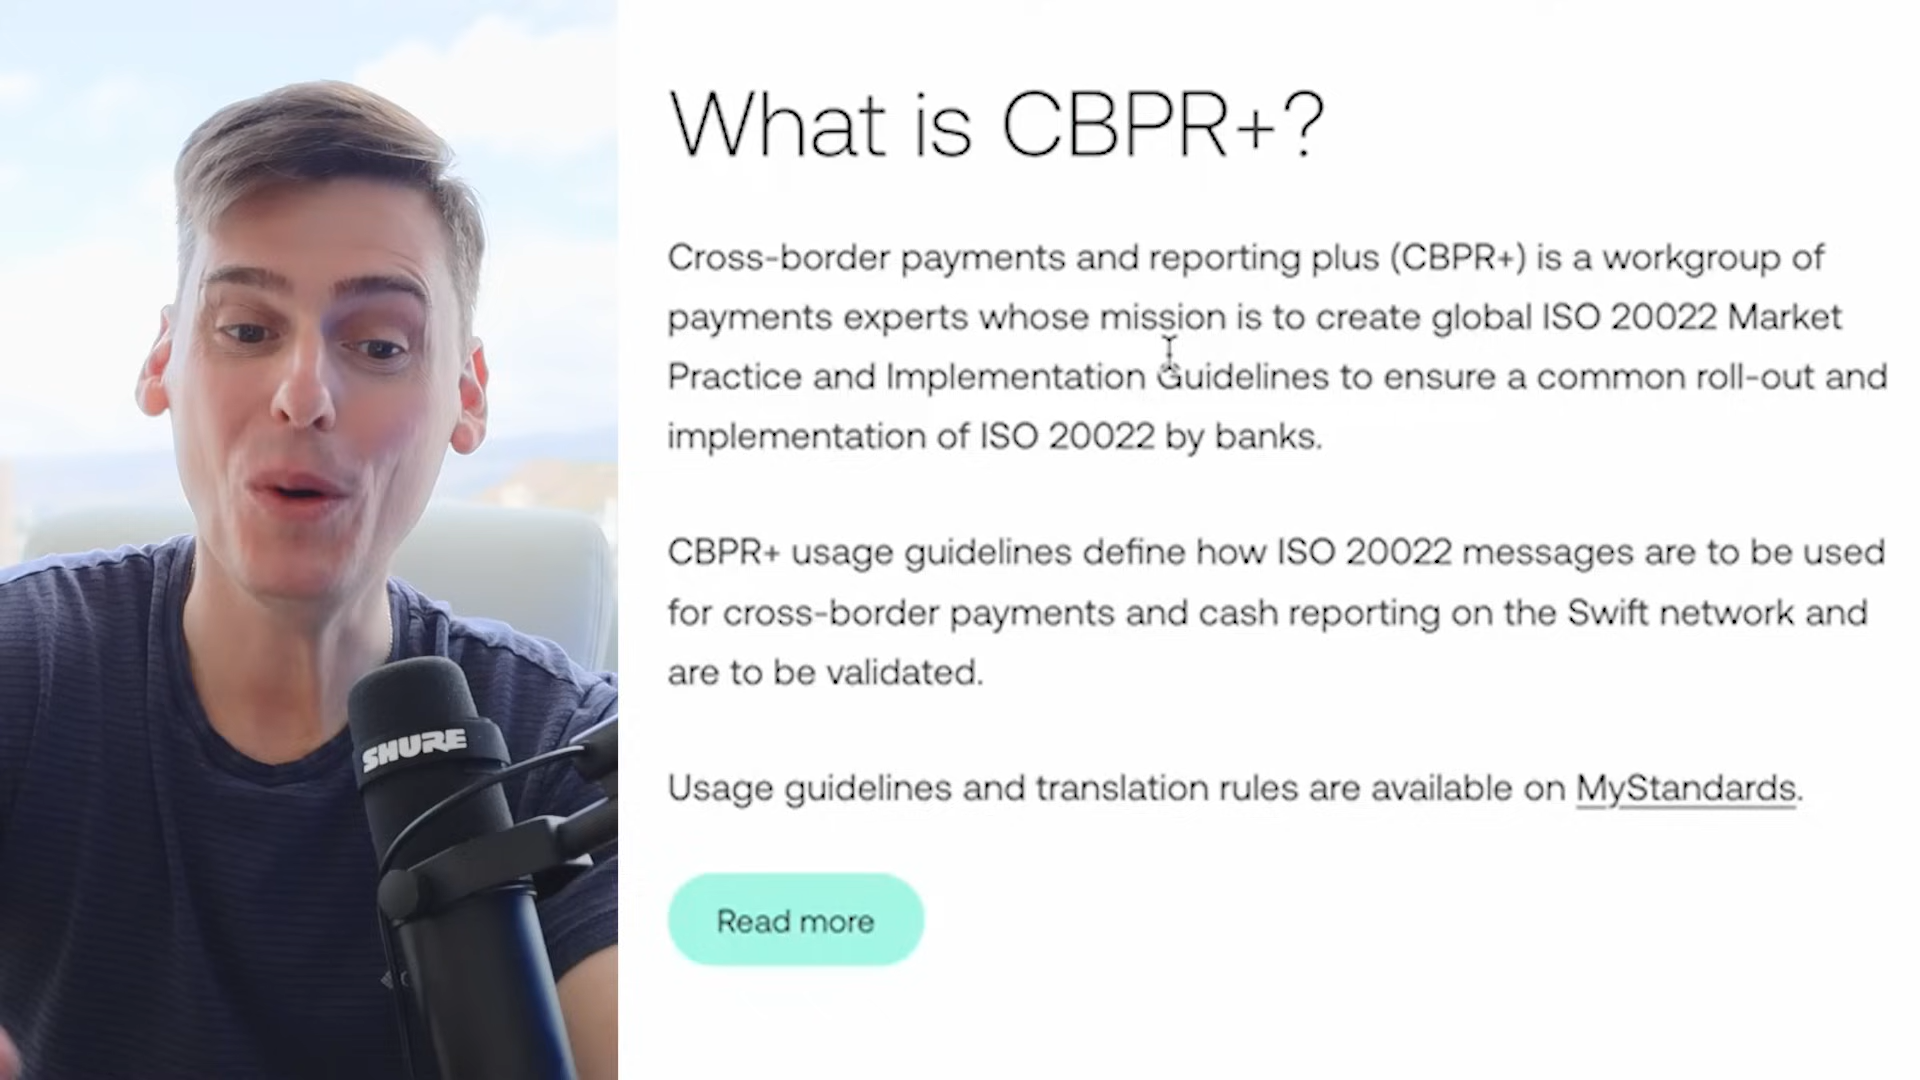 What is CBPR+?
Cross-border payments and reporting plus (CBPR+) is a workgroup of
payments experts whose mission is to create global ISO 20022 Market
Practice and Implementation Guidelines to ensure a common roll-out and
implementation of ISO 20022 by banks.
CBPR+ usage guidelines define how ISO 20022 messages are to be used
for cross-border payments and cash reporting on the Swift network and
are to be validated.
Usage guidelines and translation rules are available on MyStandards.
Read more
SHURE